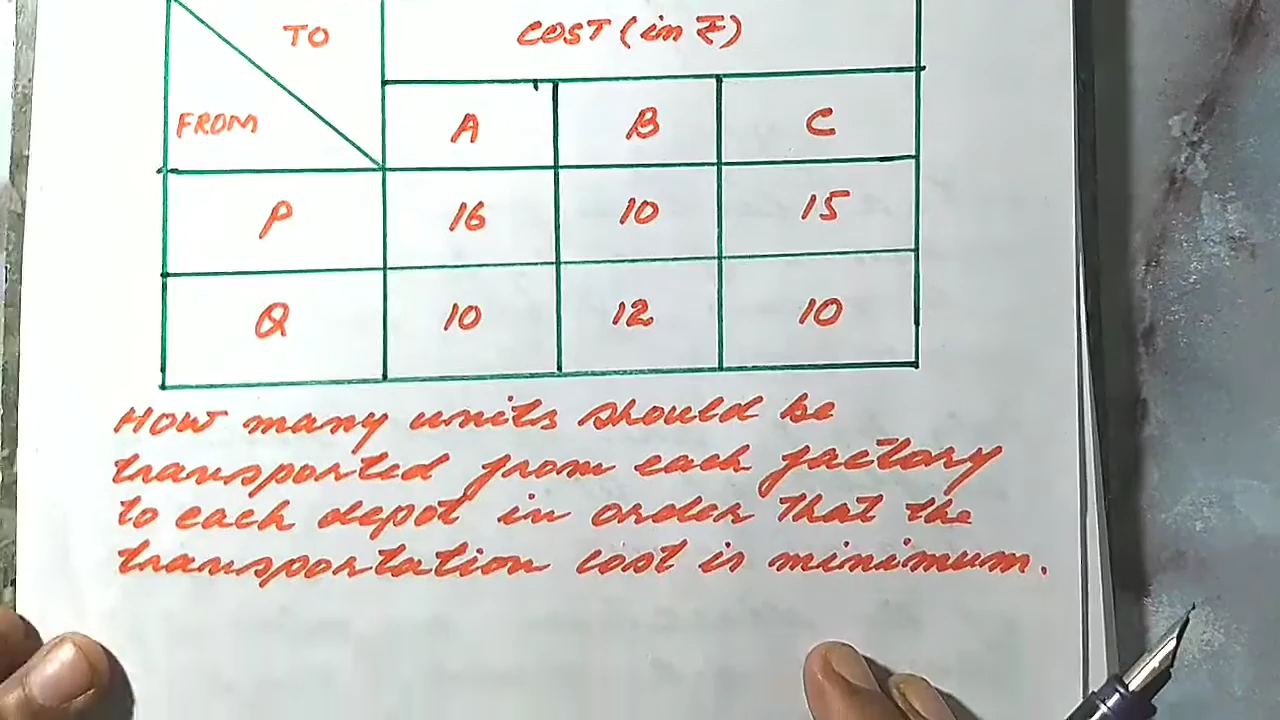 TO COST (in ₹)
FROM A B C
P 16 10 15
Q 10 12 10
How many units should be
transported from each factory
to each depot in order that the
transportation cost is minimum.